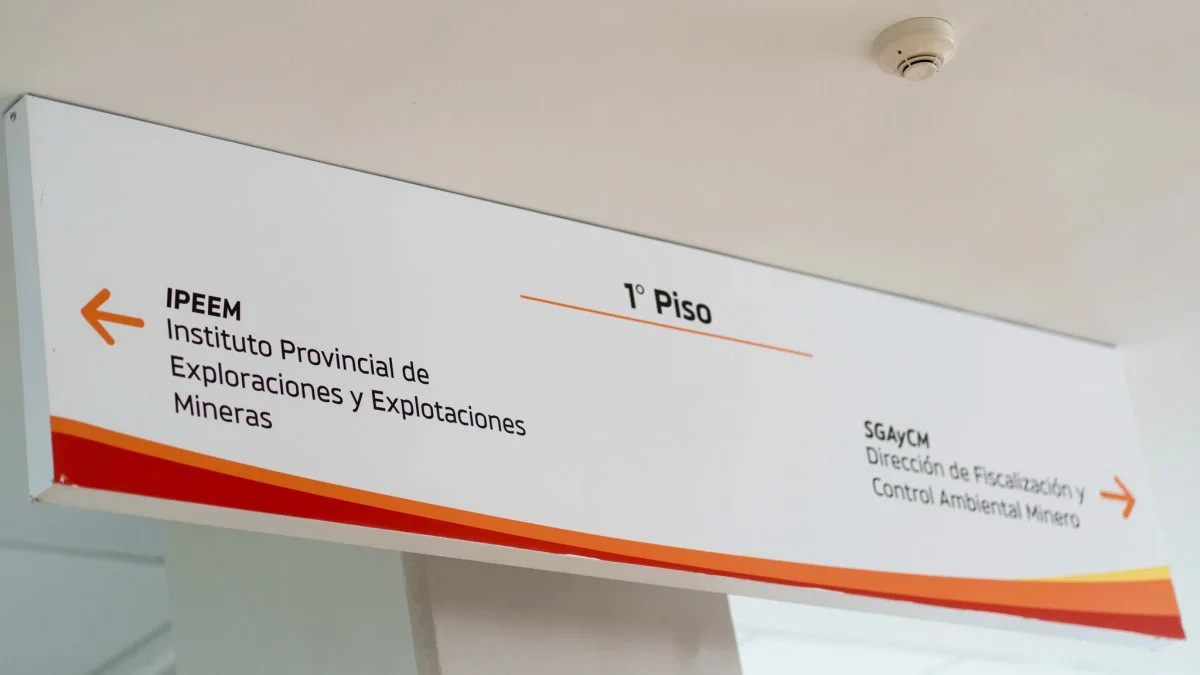 1° Piso
IPEEM
Instituto Provincial de
Exploraciones y Explotaciones
Mineras
SGAyCM
Dirección de Fiscalización y
Control Ambiental Minero